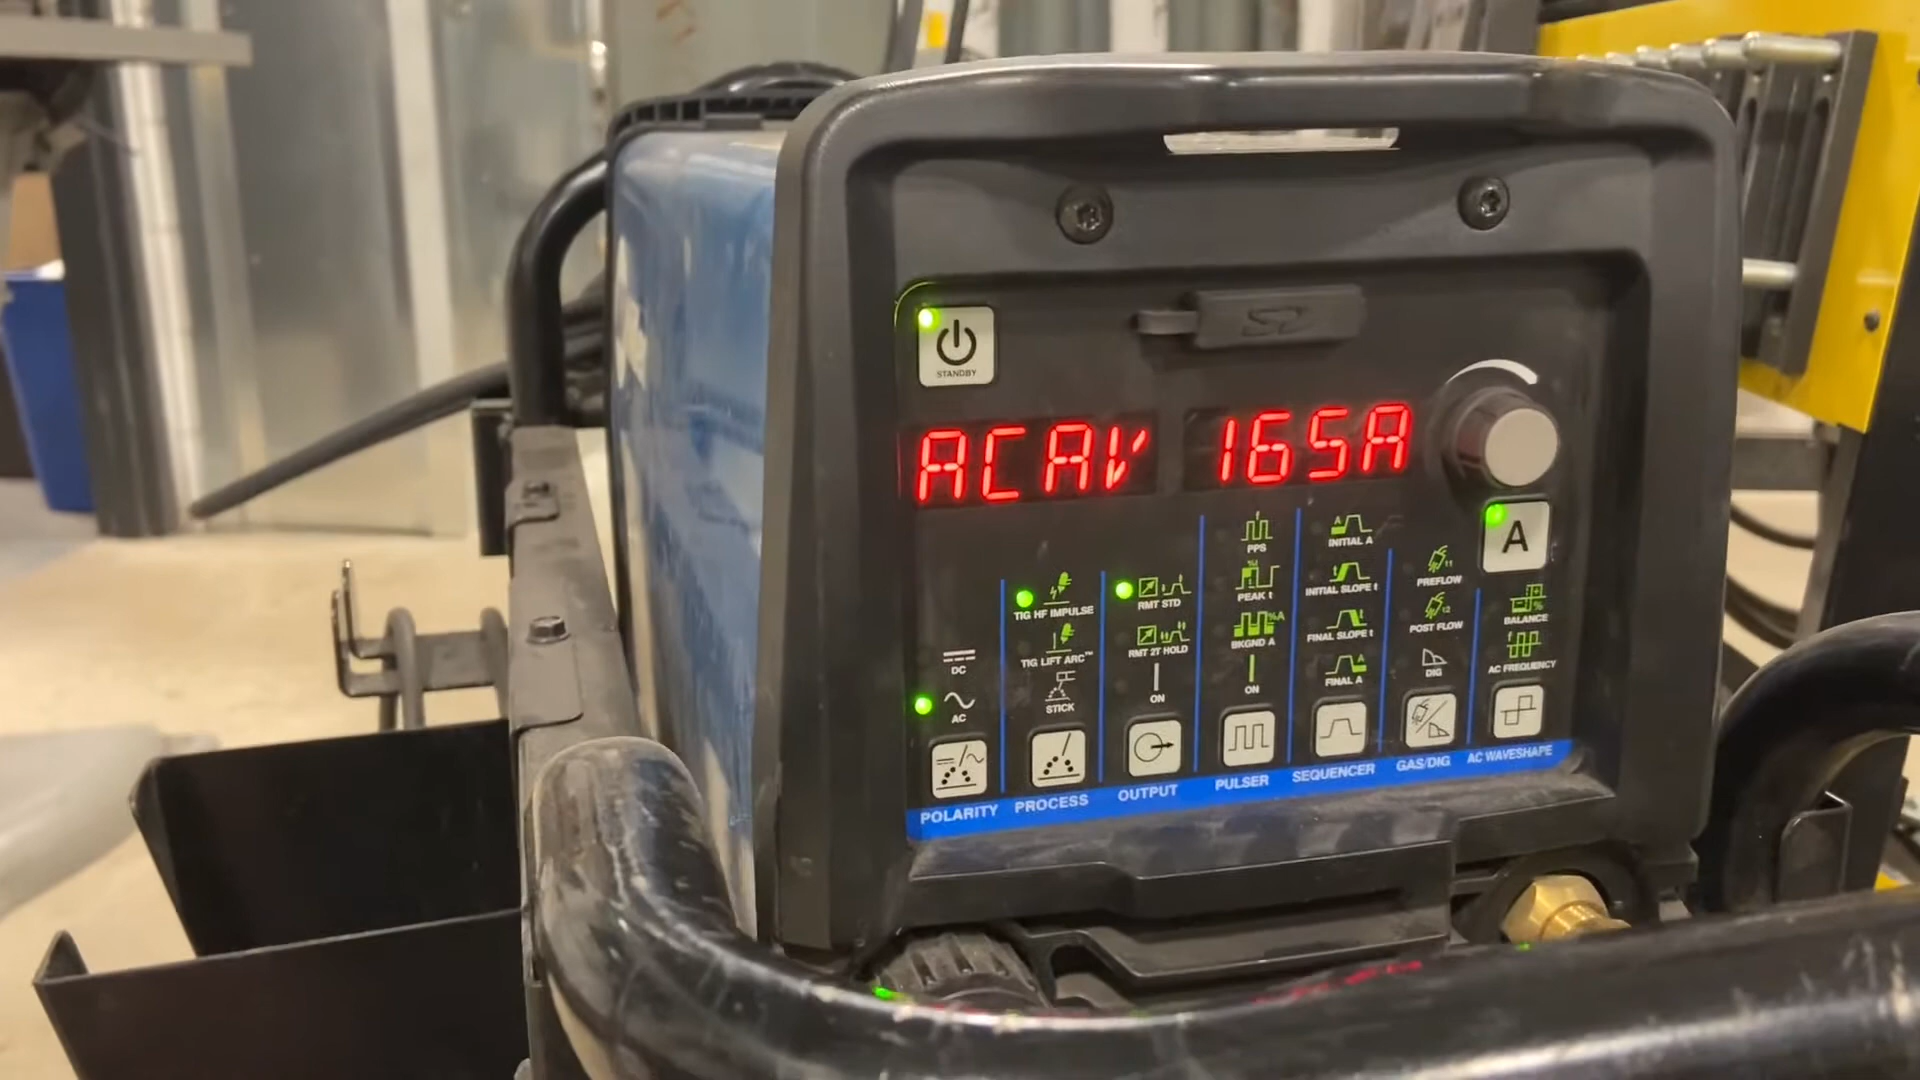 STANDBY
ACAV 165A
A
PPS
PEAK t
%A
BKGND A
ON
A
INITIAL A
INITIAL SLOPE t
t
FINAL SLOPE t
A
FINAL A
PREFLOW
POST FLOW
DIG
%
BALANCE
AC FREQUENCY
TIG HF IMPULSE
TIG LIFT ARC™
STICK
RMT STD
RMT 2T HOLD
ON
DC
AC
POLARITY PROCESS OUTPUT PULSER SEQUENCER GAS/DIG AC WAVESHAPE